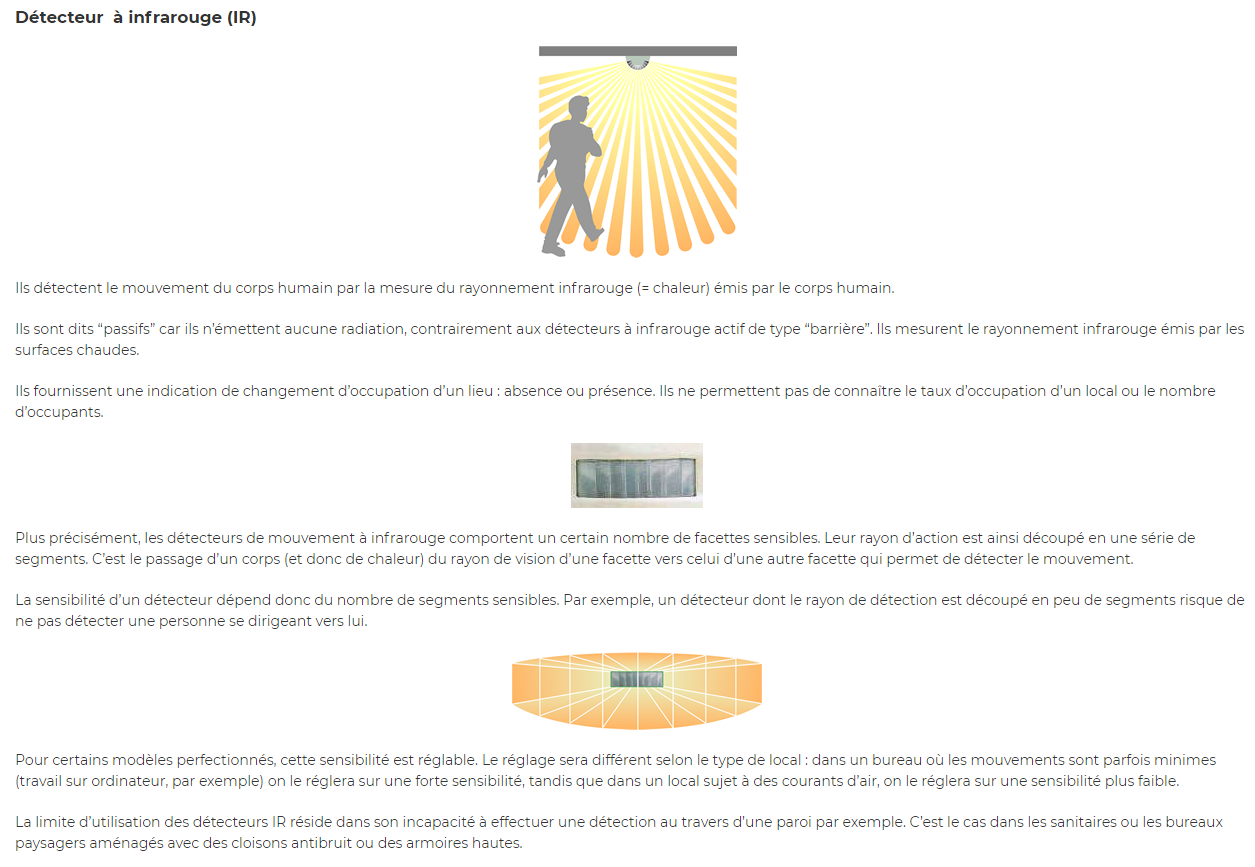 Détecteur  à infrarouge (IR)
Ils détectent le mouvement du corps humain par la mesure du rayonnement infrarouge (= chaleur) émis par le corps humain.
Ils sont dits “passifs” car ils n’émettent aucune radiation, contrairement aux détecteurs à infrarouge actif de type “barrière”. Ils mesurent le rayonnement infrarouge émis par les
surfaces chaudes.
Ils fournissent une indication de changement d’occupation d’un lieu : absence ou présence. Ils ne permettent pas de connaître le taux d’occupation d’un local ou le nombre
d’occupants.
Plus précisément, les détecteurs de mouvement à infrarouge comportent un certain nombre de facettes sensibles. Leur rayon d’action est ainsi découpé en une série de
segments. C’est le passage d’un corps (et donc de chaleur) du rayon de vision d’une facette vers celui d’une autre facette qui permet de détecter le mouvement.
La sensibilité d’un détecteur dépend donc du nombre de segments sensibles. Par exemple, un détecteur dont le rayon de détection est découpé en peu de segments risque de
ne pas détecter une personne se dirigeant vers lui.
Pour certains modèles perfectionnés, cette sensibilité est réglable. Le réglage sera différent selon le type de local : dans un bureau où les mouvements sont parfois minimes
(travail sur ordinateur, par exemple) on le réglera sur une forte sensibilité, tandis que dans un local sujet à des courants d’air, on le réglera sur une sensibilité plus faible.
La limite d’utilisation des détecteurs IR réside dans son incapacité à effectuer une détection au travers d’une paroi par exemple. C’est le cas dans les sanitaires ou les bureaux
paysagers aménagés avec des cloisons antibruit ou des armoires hautes.